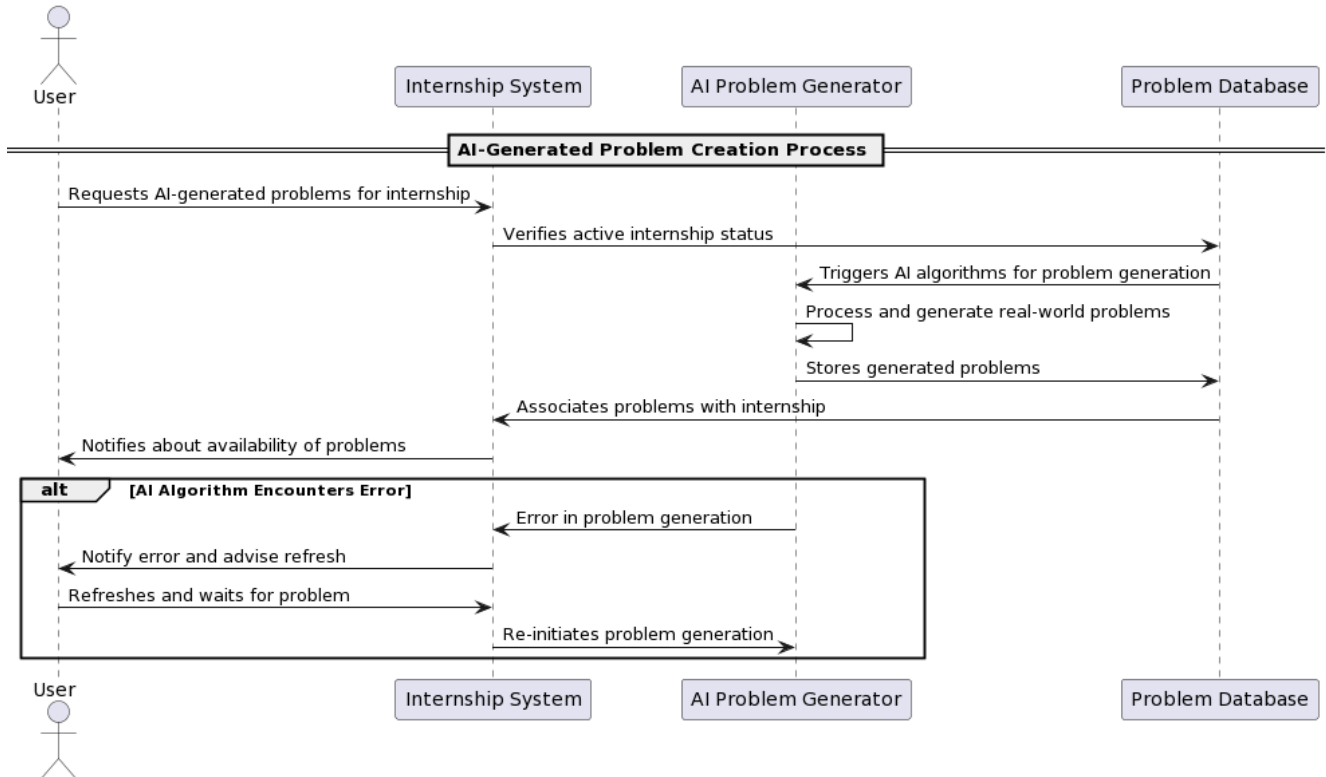 User
Internship System
AI Problem Generator
Problem Database
AI-Generated Problem Creation Process
Requests AI-generated problems for internship
Verifies active internship status
Triggers AI algorithms for problem generation
Process and generate real-world problems
Stores generated problems
Associates problems with internship
Notifies about availability of problems
alt [AI Algorithm Encounters Error]
Error in problem generation
Notify error and advise refresh
Refreshes and waits for problem
Re-initiates problem generation
User
Internship System
AI Problem Generator
Problem Database